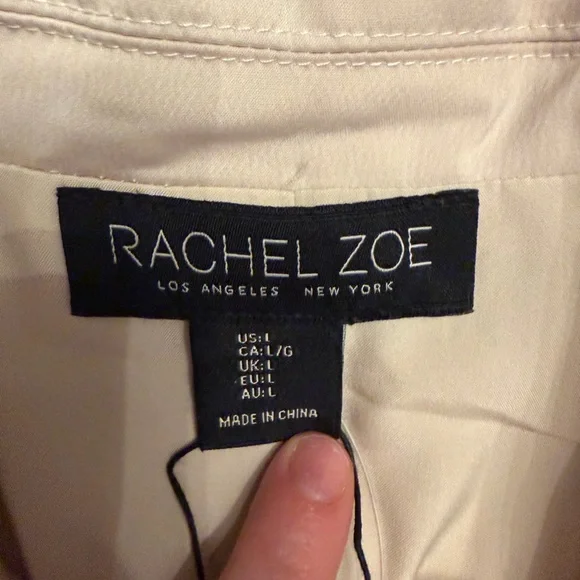 RACHEL ZOE
LOS ANGELES NEW YORK
US: L
CA: L/G
UK: L
EU: L
AU: L
MADE IN CHINA